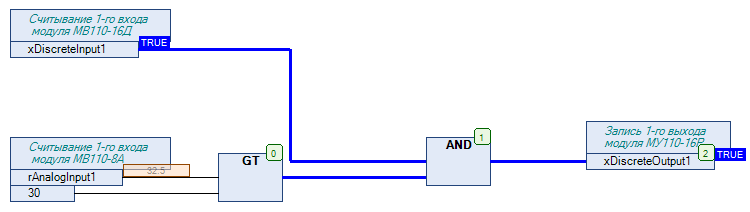 Считывание 1-го входа
модуля МВ110-16Д
xDiscreteInput1
TRUE
Считывание 1-го входа
модуля МВ110-8А
rAnalogInput1
32.5
30
GT
0
AND
1
Запись 1-го выхода
модуля МУ110-16Р
xDiscreteOutput1
2
TRUE